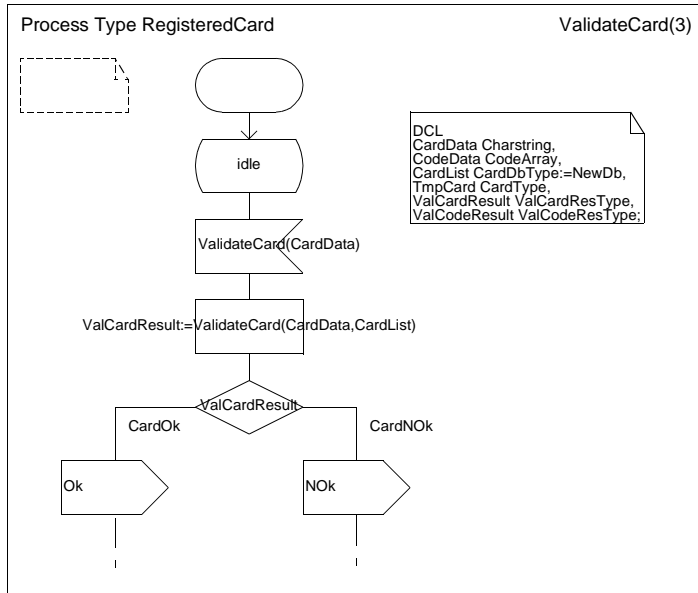 Process Type RegisteredCard
ValidateCard(3)
DCL
CardData Charstring,
CodeData CodeArray,
CardList CardDbType:=NewDb,
TmpCard CardType,
ValCardResult ValCardResType,
ValCodeResult ValCodeResType;
idle
ValidateCard(CardData)
ValCardResult:=ValidateCard(CardData,CardList)
ValCardResult
CardOk
CardNOk
Ok
NOk